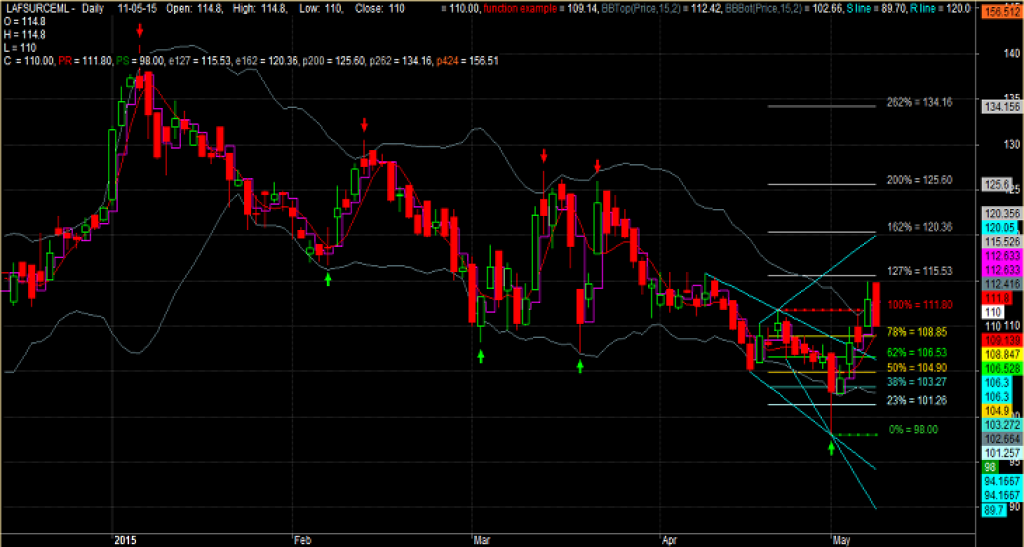 LAFSURCEML - Daily 11-05-15 Open: 114.8, High: 114.8, Low: 110, Close: 110 = 110.00, function example = 109.14, BBTop(Price,15,2) = 112.42, BBBot(Price,15,2) = 102.66, S line = 89.70, R line = 120.0
O = 114.8
H = 114.8
L = 110
C = 110.00, PR = 111.80, PS = 98.00, e127 = 115.53, e162 = 120.36, p200 = 125.60, p262 = 134.16, p424 = 156.51
156.512
140
262% = 134.16
134.156
130
200% = 125.60
125.6
120.356
162% = 120.36
120.05
115.526
112.633
112.633
127% = 115.53
112.416
100% = 111.80
111.8
110
110
109.139
78% = 108.85
108.847
62% = 106.53
106.528
50% = 104.90
106.3
38% = 103.27
106.3
23% = 101.26
104.9
103.272
0% = 98.00
102.664
101.257
98
95
94.1667
94.1667
89.7
90
2015 Feb Mar Apr May